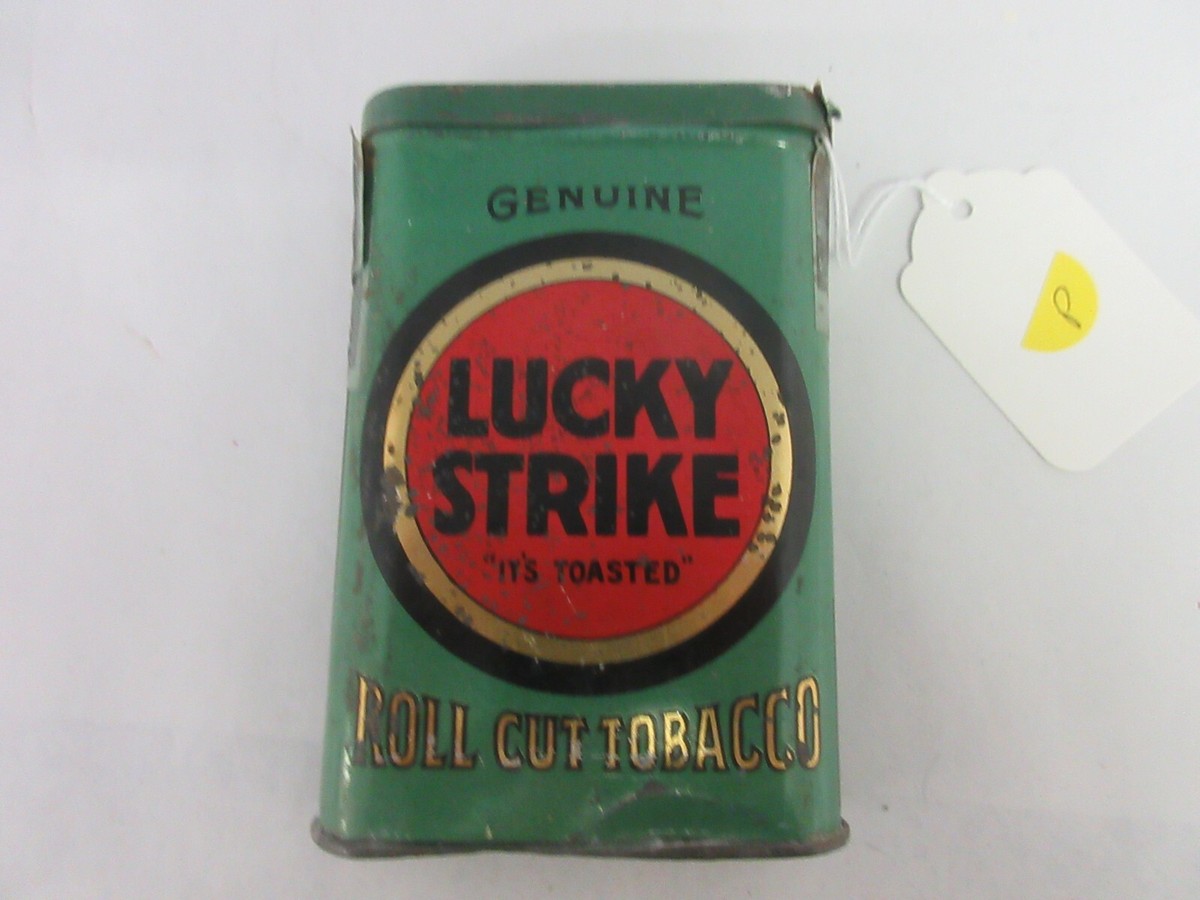 GENUINE
LUCKY
STRIKE
"IT'S TOASTED"
ROLL CUT TOBACCO
P